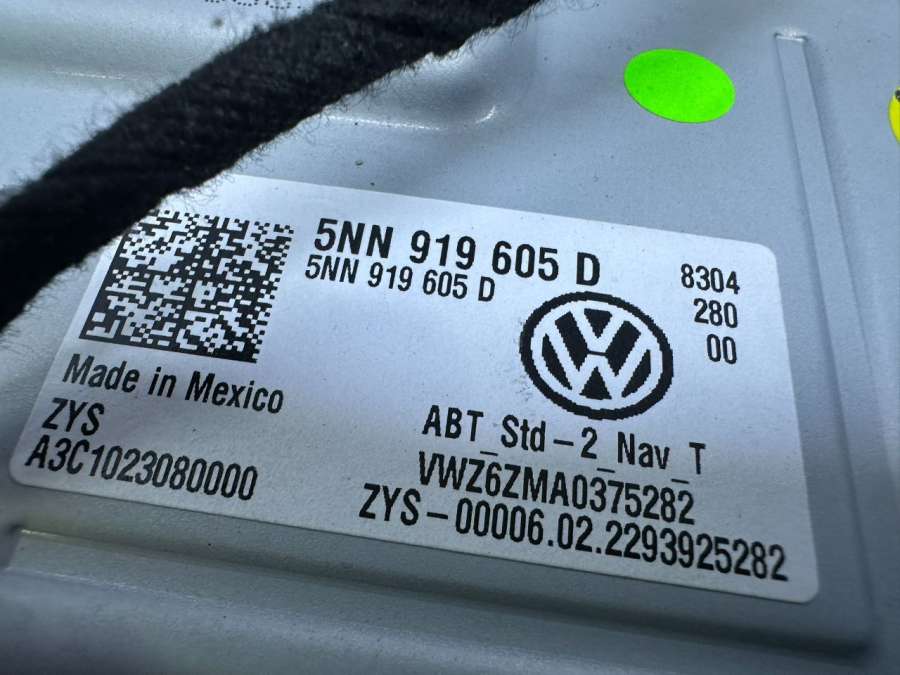 5NN 919 605 D
5NN 919 605 D
8304
280
00
Made in Mexico
ZYS
A3C1023080000
ABT_Std-2_Nav_T
VWZ6ZMA0375282
ZYS-00006.02.2293925282